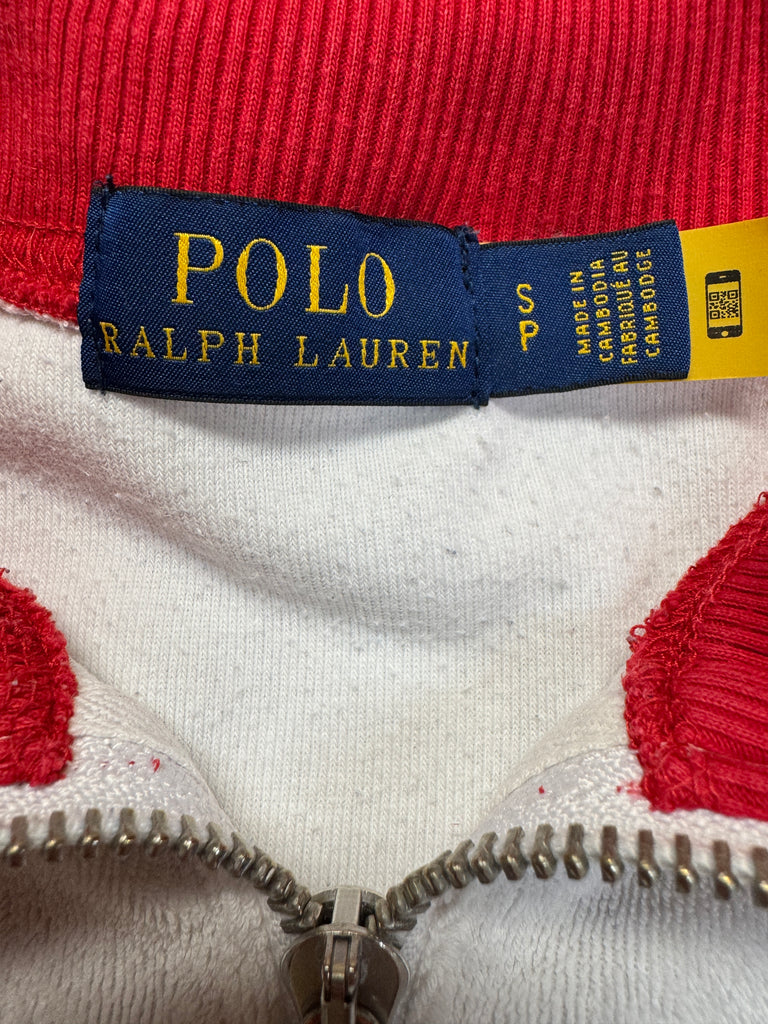 POLO
RALPH LAUREN
S
P
MADE IN
CAMBODIA
FABRIQUÉ AU
CAMBODGE